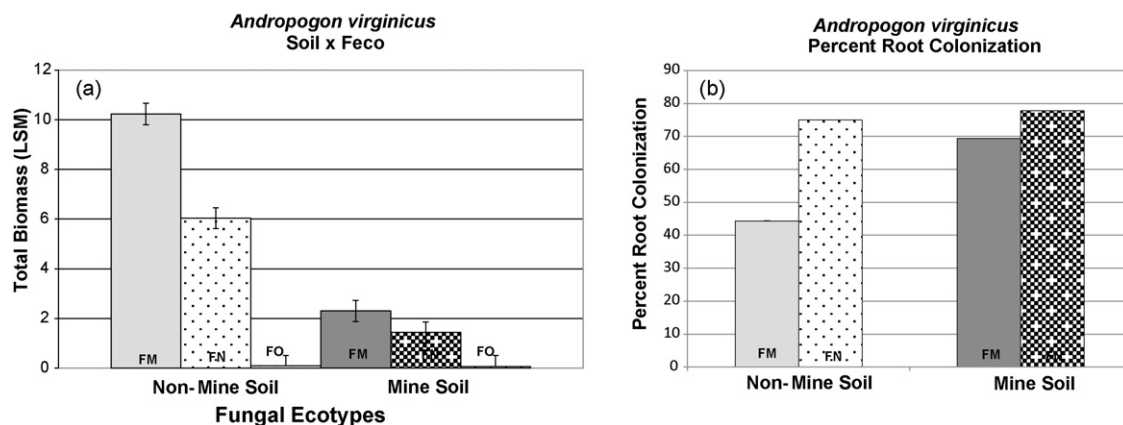 Andropogon virginicus
Soil x Feco
(a)
12
10
8
6
4
2
0
Total Biomass (LSM)
FM
FN
FO
FM
FN
FO
Non-Mine Soil
Mine Soil
Fungal Ecotypes
Andropogon virginicus
Percent Root Colonization
(b)
90
80
70
60
50
40
30
20
10
0
Percent Root Colonization
FM
FN
FM
FN
Non-Mine Soil
Mine Soil